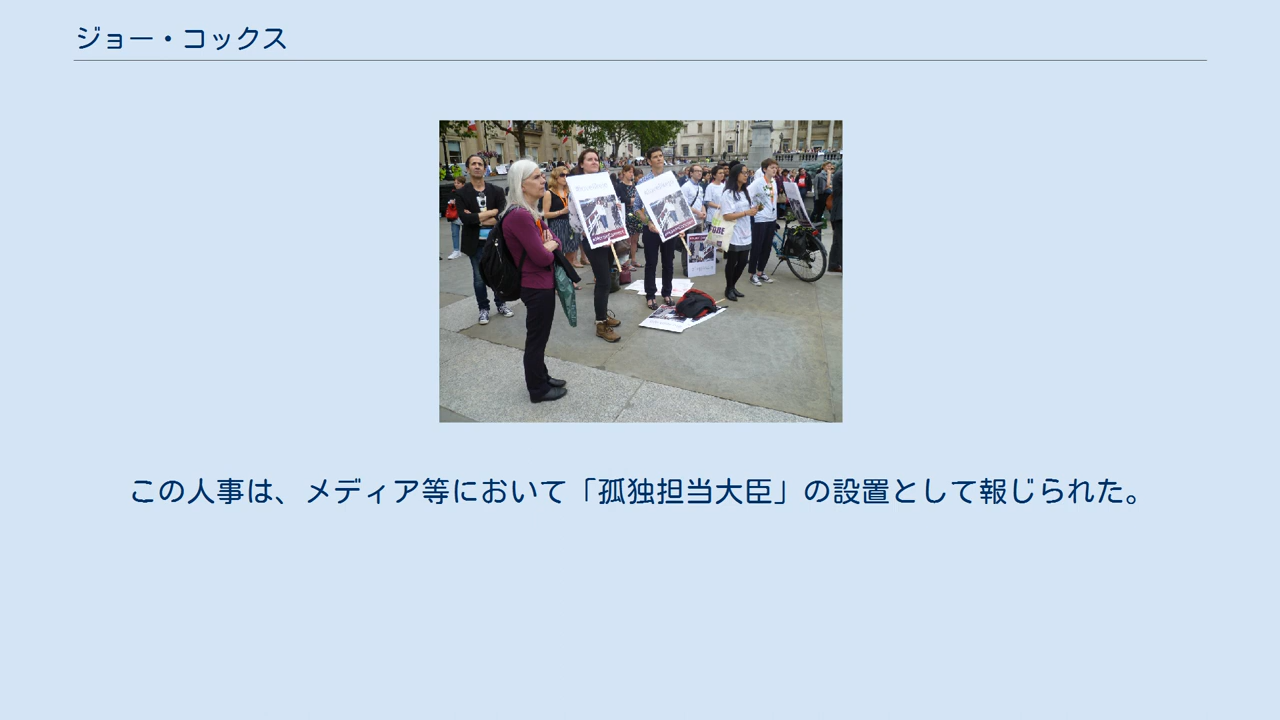 ジョー・コックス
この人事は、メディア等において「孤独担当大臣」の設置として報じられた。